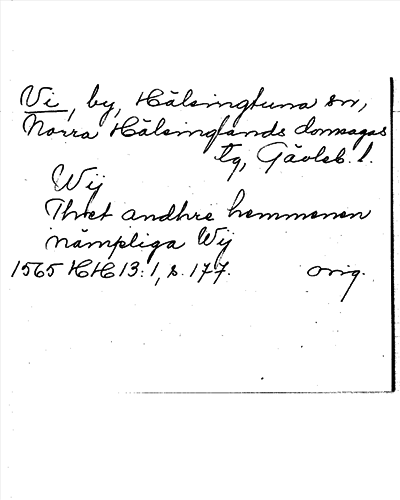 Vi, by, Hälsingtuna sn,
Norra Hälsinglands domsagas
tg, Gävleb. l.
Wij
Thet andhre hemmenen
nämpliga Wij
1565 HH 13:1, s. 177. orig.